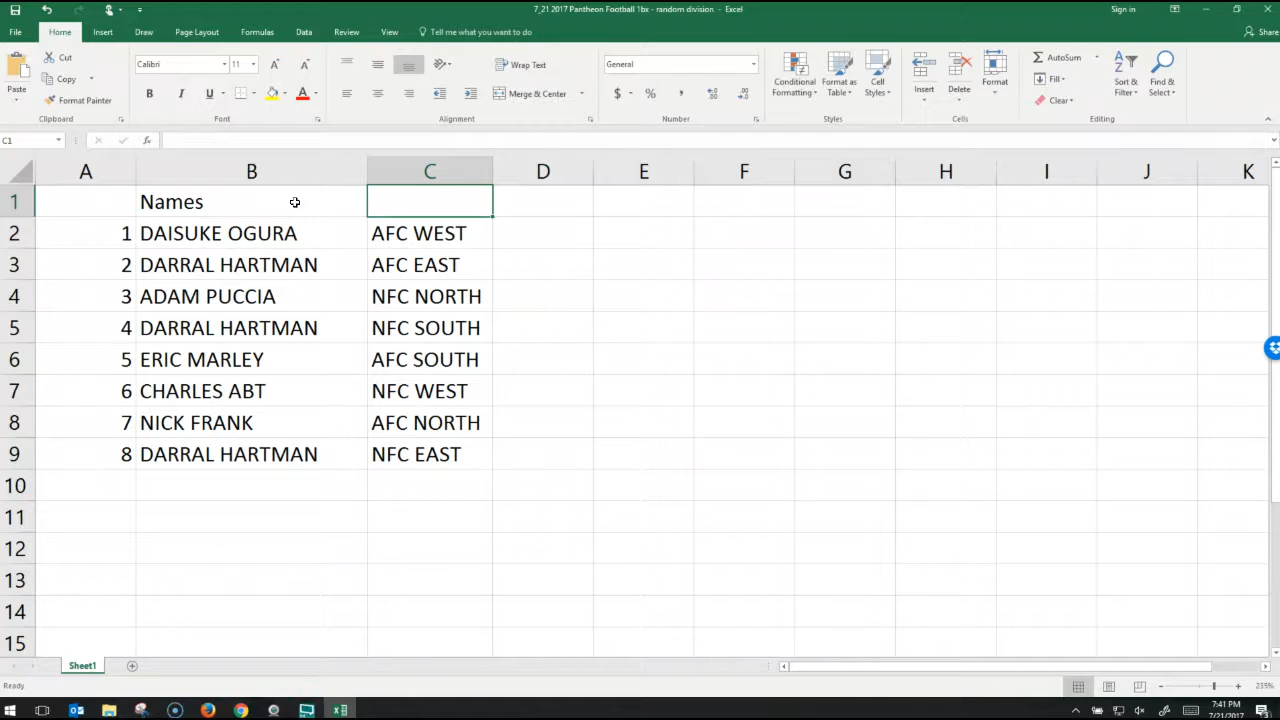 7_21 2017 Pantheon Football 1bx - random division. - Excel
Sign in
File Home Insert Draw Page Layout Formulas Data Review View Tell me what you want to do Share
Paste
Cut
Copy
Format Painter
Clipboard
Calibri 11
B I U
Font
Wrap Text
Merge & Center
Alignment
General
$ % ,
Number
Conditional Formatting
Format as Table
Cell Styles
Styles
Insert
Delete
Format
Cells
AutoSum
Fill
Clear
Sort & Filter
Find & Select
Editing
C1 fx
A B C D E F G H I J K
1 Names
2 1 DAISUKE OGURA AFC WEST
3 2 DARRAL HARTMAN AFC EAST
4 3 ADAM PUCCIA NFC NORTH
5 4 DARRAL HARTMAN NFC SOUTH
6 5 ERIC MARLEY AFC SOUTH
7 6 CHARLES ABT NFC WEST
8 7 NICK FRANK AFC NORTH
9 8 DARRAL HARTMAN NFC EAST
10
11
12
13
14
15
Sheet1
Ready 235%
7:41 PM
7/21/2017